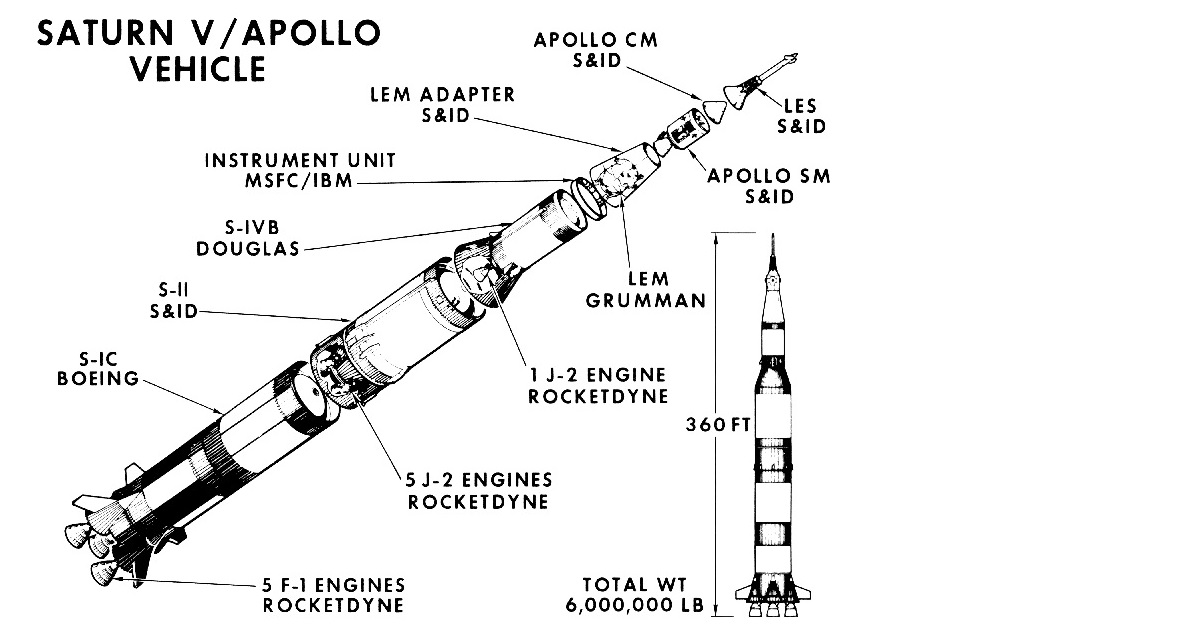 SATURN V/APOLLO
VEHICLE
APOLLO CM
S&ID
LEM ADAPTER
S&ID
LES
S&ID
INSTRUMENT UNIT
MSFC/IBM
APOLLO SM
S&ID
S-IVB
DOUGLAS
LEM
GRUMMAN
S-II
S&ID
S-IC
BOEING
1 J-2 ENGINE
ROCKETDYNE
360 FT
5 J-2 ENGINES
ROCKETDYNE
5 F-1 ENGINES
ROCKETDYNE
TOTAL WT
6,000,000 LB